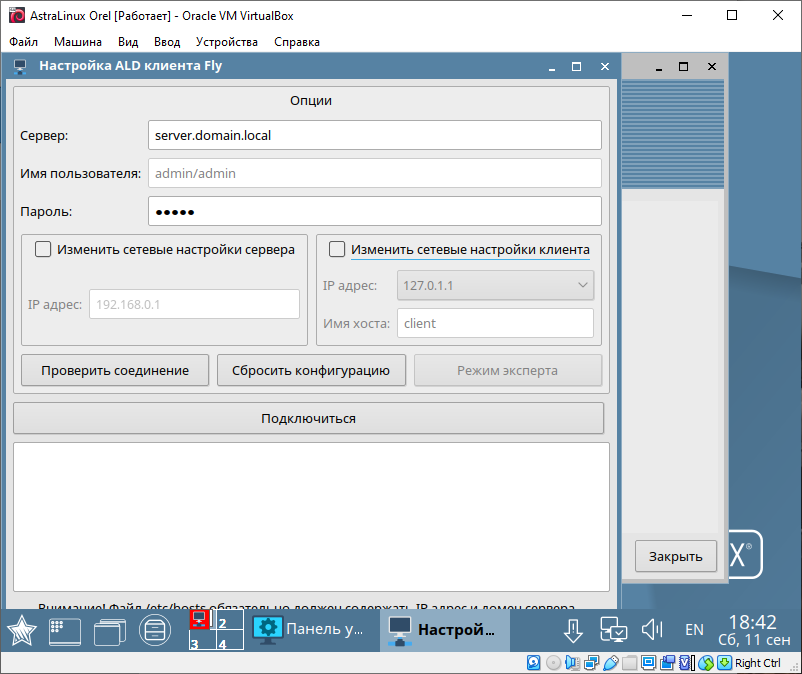 AstraLinux Orel [Работает] - Oracle VM VirtualBox
Файл Машина Вид Ввод Устройства Справка
Настройка ALD клиента Fly
Опции
Сервер: server.domain.local
Имя пользователя: admin/admin
Пароль: •••••
Изменить сетевые настройки сервера
Изменить сетевые настройки клиента
IP адрес: 192.168.0.1
IP адрес: 127.0.1.1
Имя хоста: client
Проверить соединение Сбросить конфигурацию Режим эксперта
Подключиться
Закрыть
X®
Внимание! Файл /etc/hosts обязательно должен содержать IP адрес и домен сервера
2
3 4
Панель у...
Настрой...
EN
18:42
Сб, 11 сен
Right Ctrl